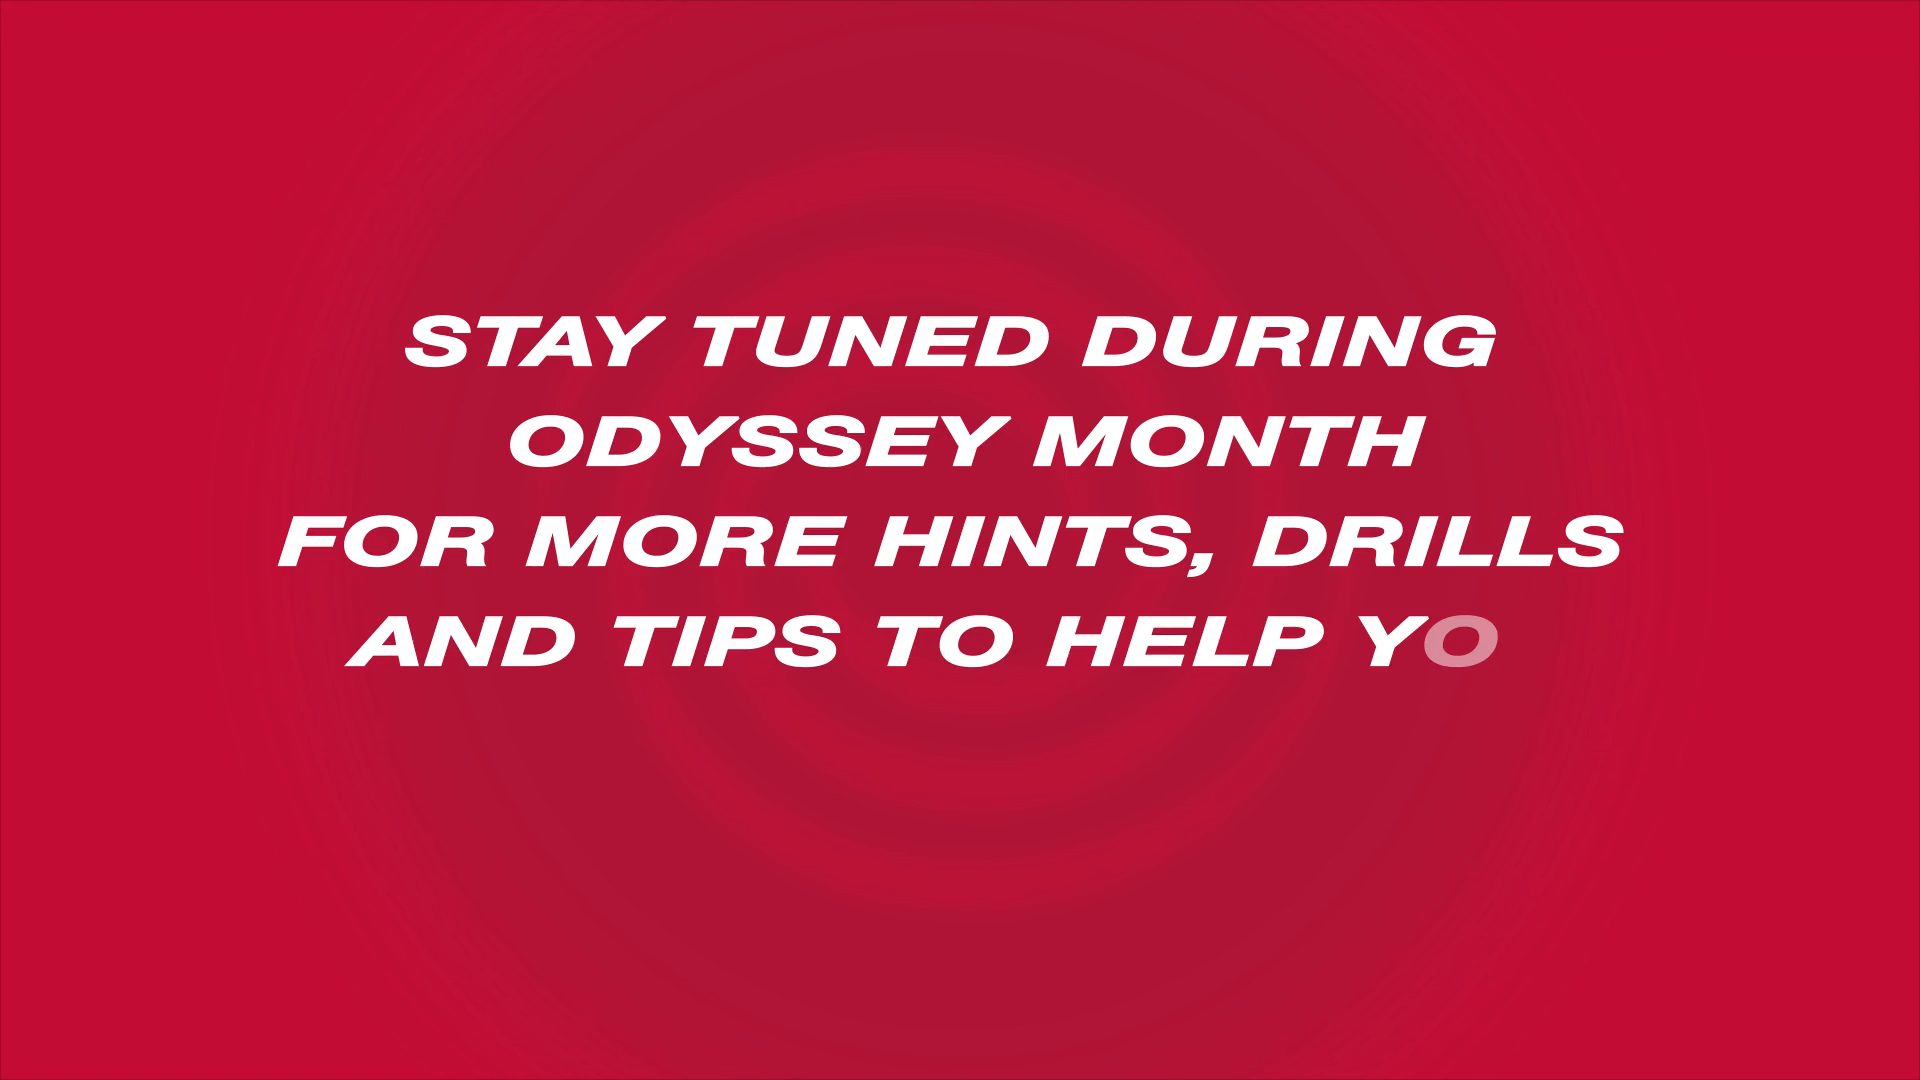 STAY TUNED DURING
ODYSSEY MONTH
FOR MORE HINTS, DRILLS
AND TIPS TO HELP YO